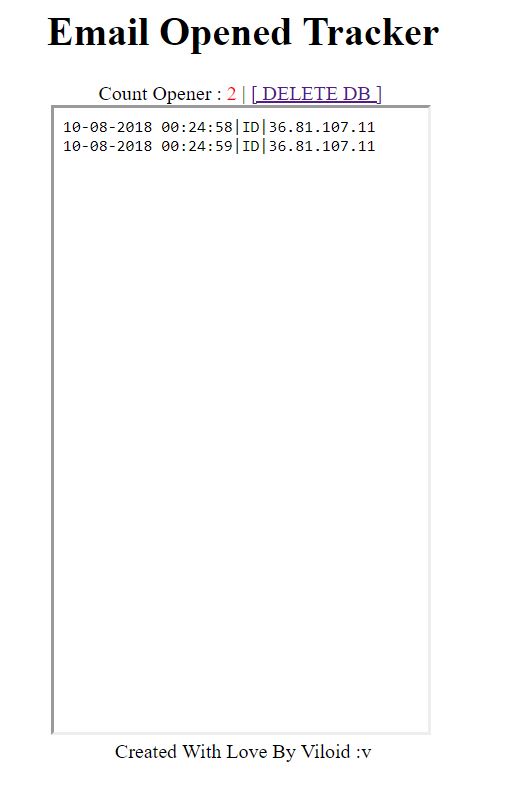 Email Opened Tracker
Count Opener : 2 | [ DELETE DB ]
10-08-2018 00:24:58|ID|36.81.107.11
10-08-2018 00:24:59|ID|36.81.107.11
Created With Love By Viloid :v